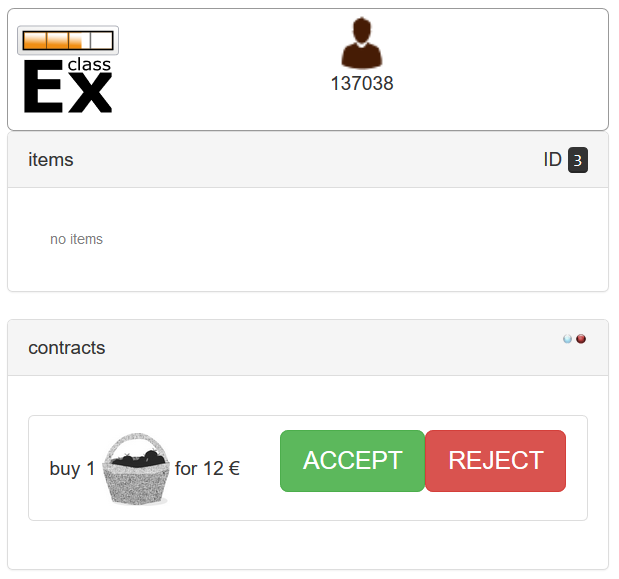 class
Ex
137038
items ID 3
no items
contracts
buy 1 for 12 € ACCEPT REJECT